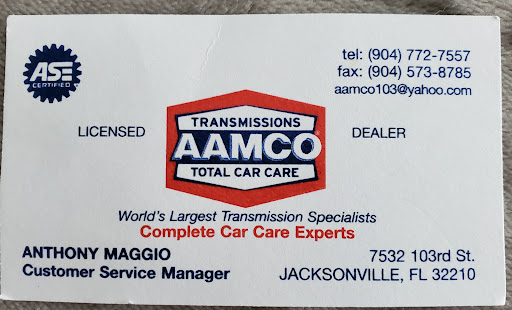 ASE
CERTIFIED
tel: (904) 772-7557
fax: (904) 573-8785
aamco103@yahoo.com
LICENSED
DEALER
TRANSMISSIONS
AAMCO
TOTAL CAR CARE
World's Largest Transmission Specialists
Complete Car Care Experts
ANTHONY MAGGIO
Customer Service Manager
7532 103rd St.
JACKSONVILLE, FL 32210